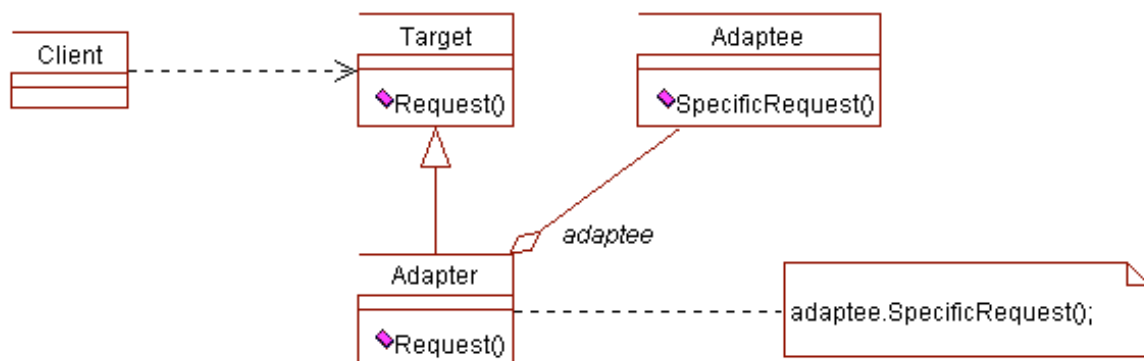 Client
Target
Request()
Adaptee
SpecificRequest()
adaptee
Adapter
Request()
adaptee.SpecificRequest();